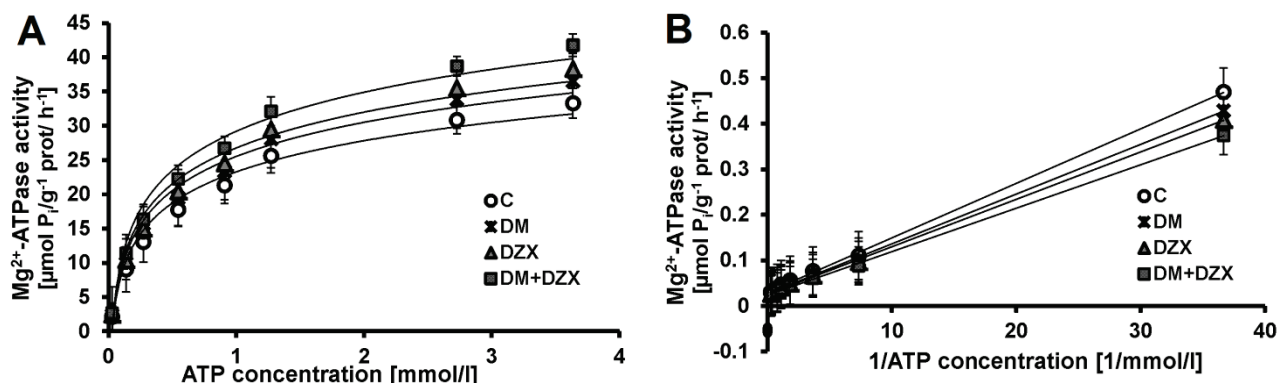 A
Mg²⁺-ATPase activity
[µmol Pᵢ/g⁻¹ prot/ h⁻¹]
45
40
35
30
25
20
15
10
5
0
C
DM
DZX
DM+DZX
0
1
2
3
4
ATP concentration [mmol/l]
B
Mg²⁺-ATPase activity
[µmol Pᵢ/g⁻¹ prot/ h⁻¹]
0.6
0.5
0.4
0.3
0.2
0.1
0
-0.1
C
DM
DZX
DM+DZX
0
10
20
30
40
1/ATP concentration [1/mmol/l]